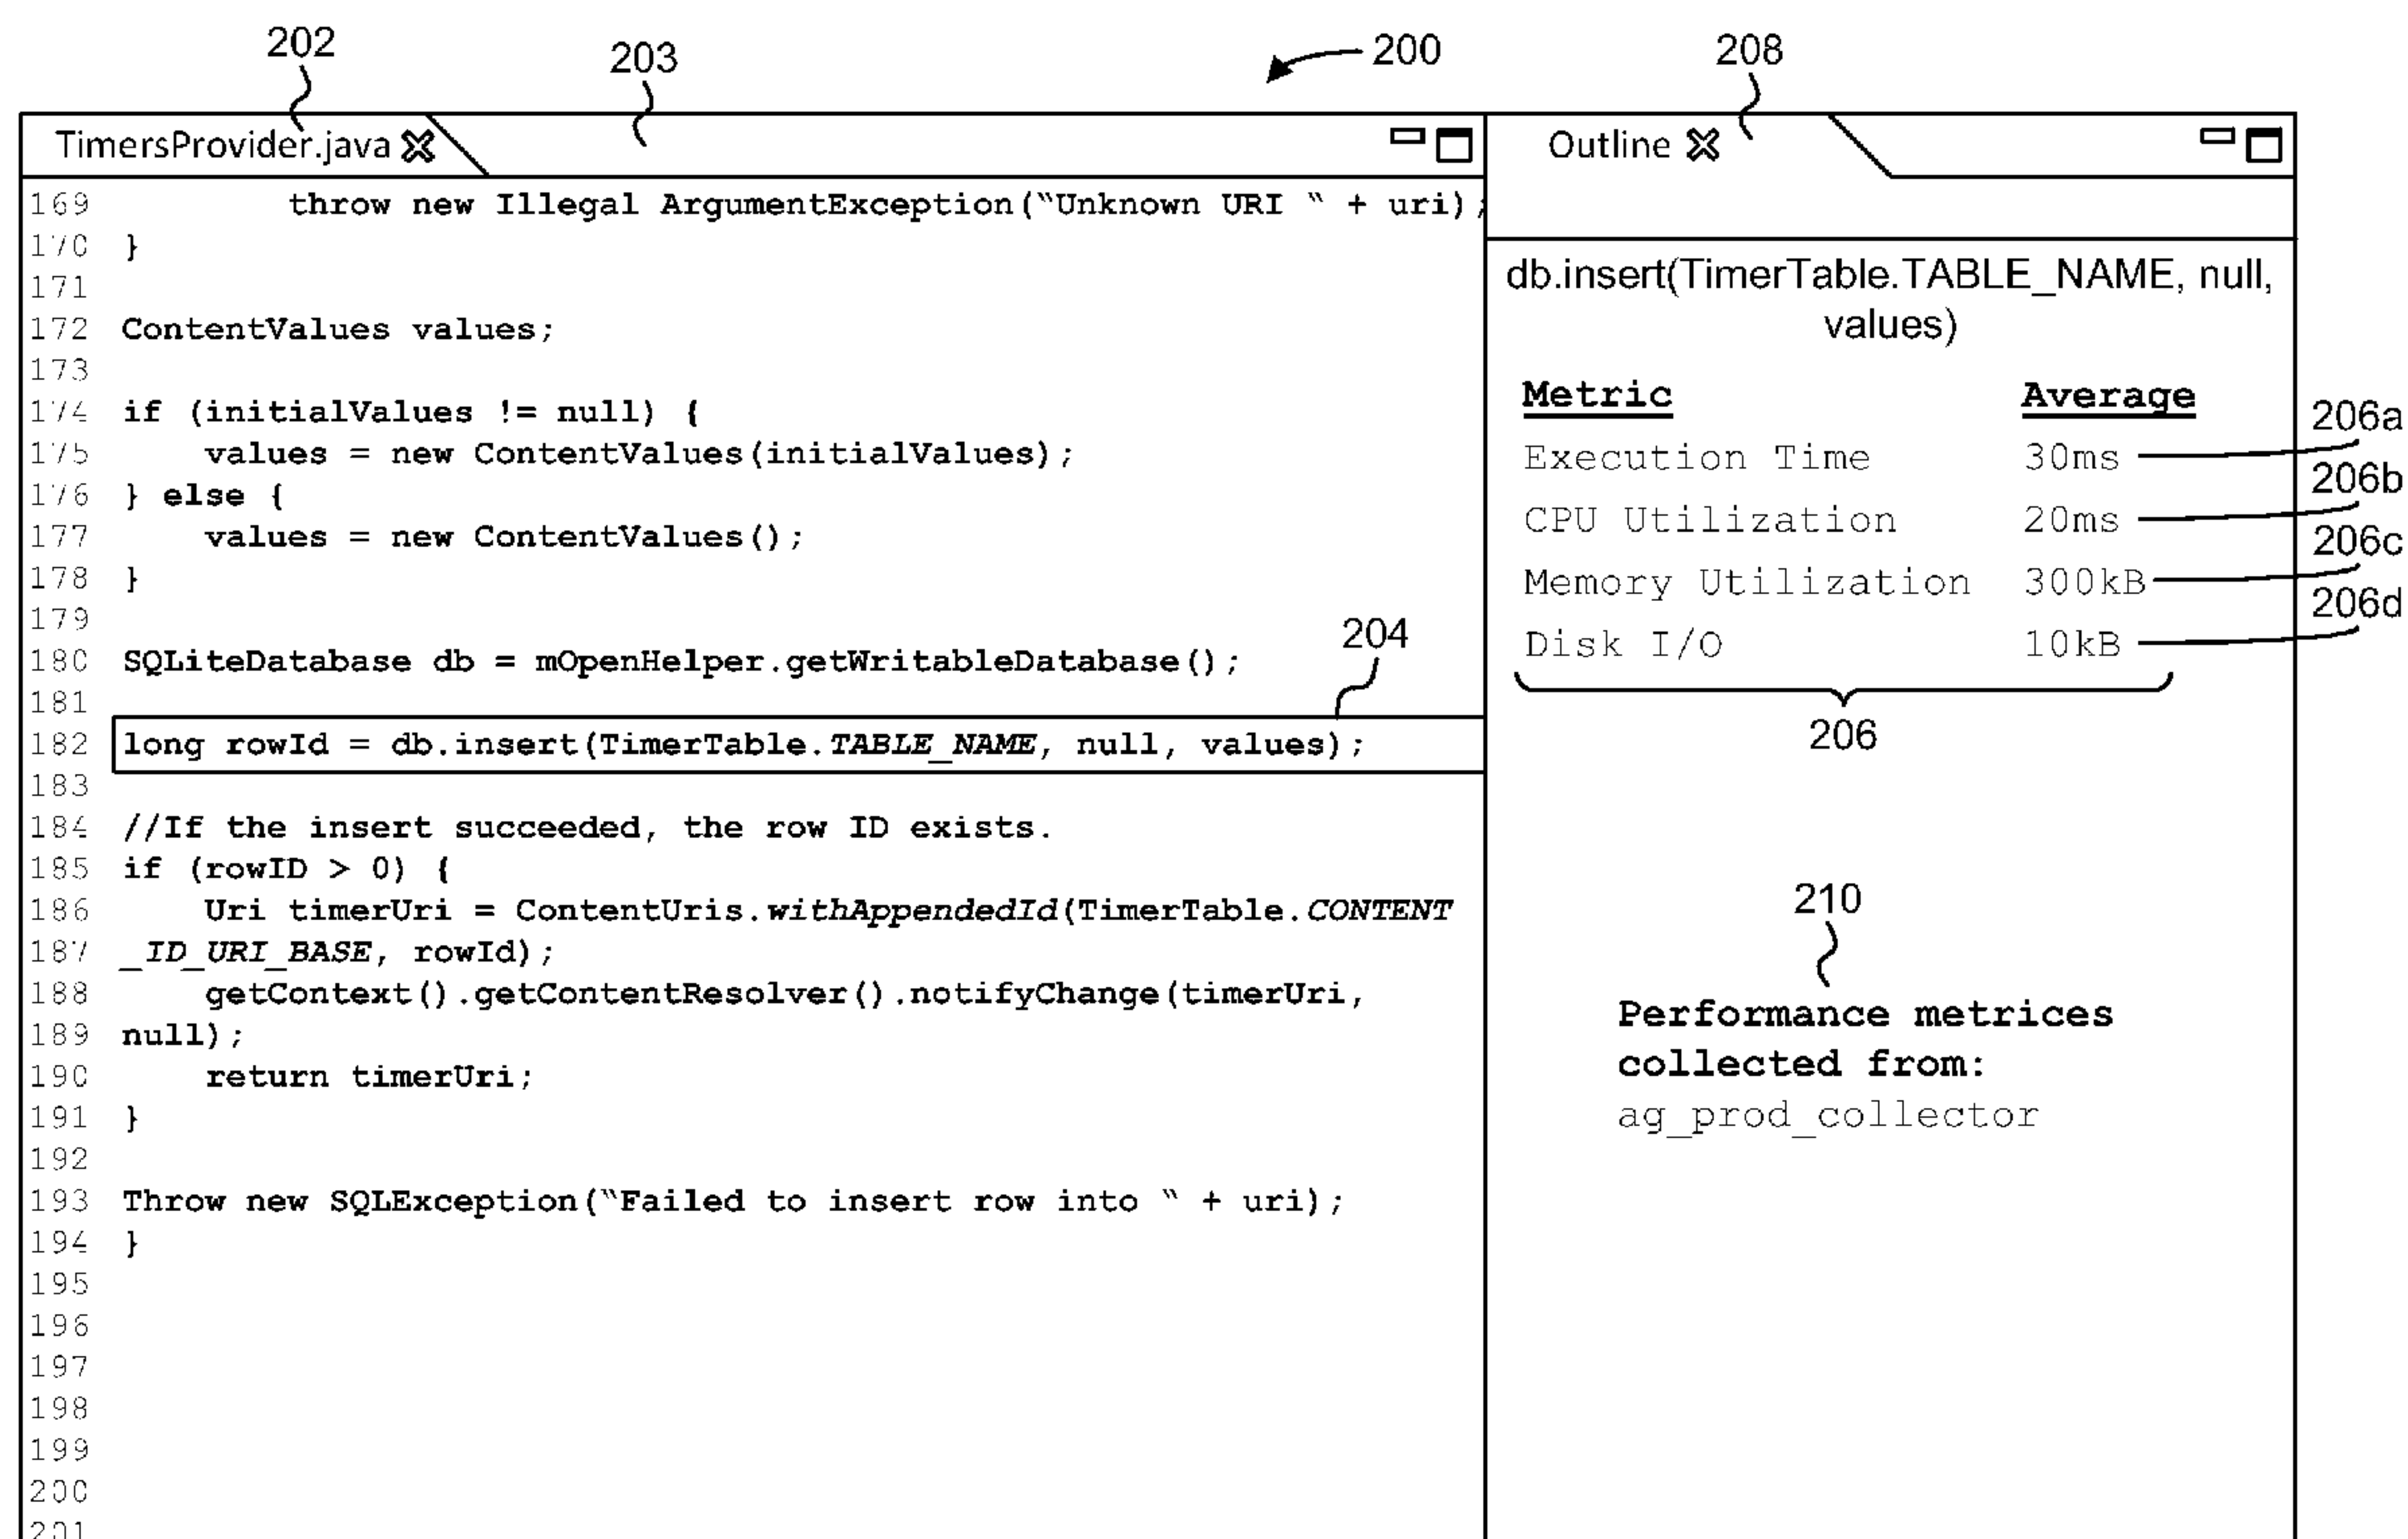 202
203
200
208
TimersProvider.java
Outline
169 throw new Illegal ArgumentException(‟Unknown URI ‟ + uri);
170 }
171
172 ContentValues values;
173
174 if (initialValues != null) {
175 values = new ContentValues(initialValues);
176 } else {
177 values = new ContentValues();
178 }
179
180 SQLiteDatabase db = mOpenHelper.getWritableDatabase();
181
204
182 long rowId = db.insert(TimerTable.TABLE_NAME, null, values);
183
184 //If the insert succeeded, the row ID exists.
185 if (rowID > 0) {
186 Uri timerUri = ContentUris.withAppendedId(TimerTable.CONTENT
187 _ID_URI_BASE, rowId);
188 getContext().getContentResolver().notifyChange(timerUri,
189 null);
190 return timerUri;
191 }
192
193 Throw new SQLException(‟Failed to insert row into ‟ + uri);
194 }
195
196
197
198
199
200
201
db.insert(TimerTable.TABLE_NAME, null,
values)
Metric Average
Execution Time 30ms 206a
CPU Utilization 20ms 206b
Memory Utilization 300kB 206c
Disk I/O 10kB 206d
206
210
Performance metrices
collected from:
ag_prod_collector